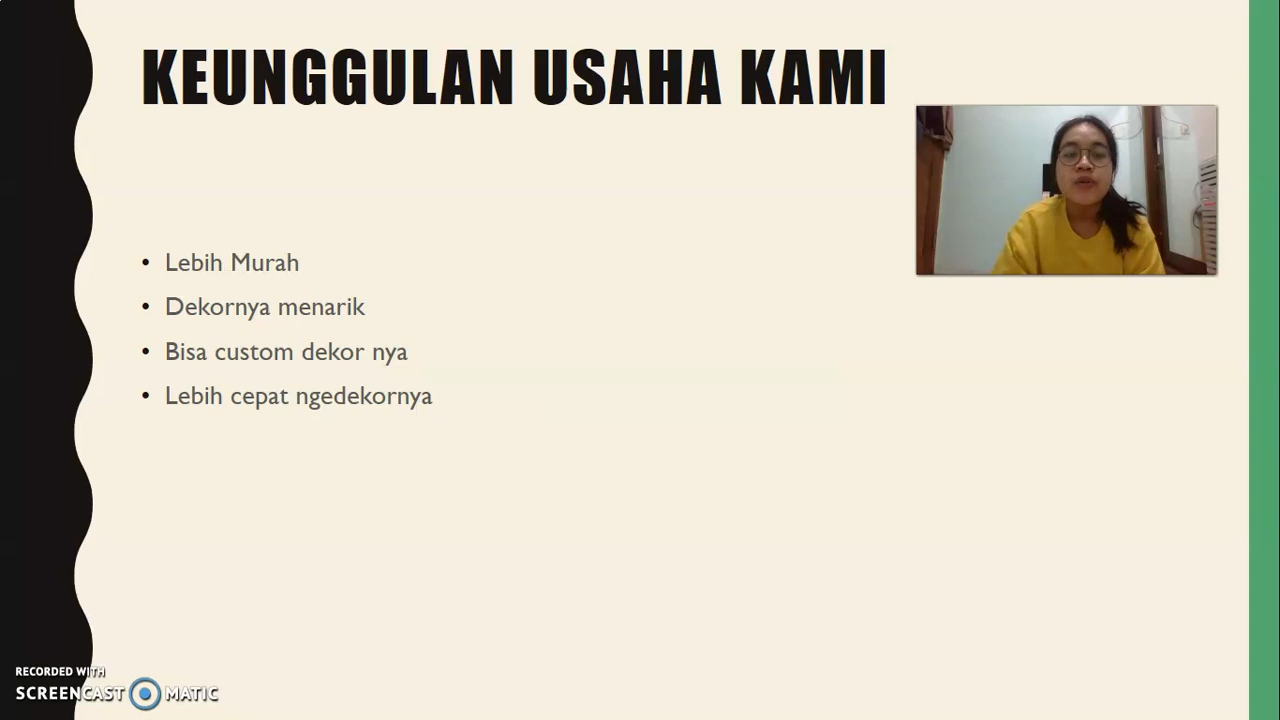 KEUNGGULAN USAHA KAMI
• Lebih Murah
• Dekornya menarik
• Bisa custom dekor nya
• Lebih cepat ngedekornya
RECORDED WITH
SCREENCAST MATIC